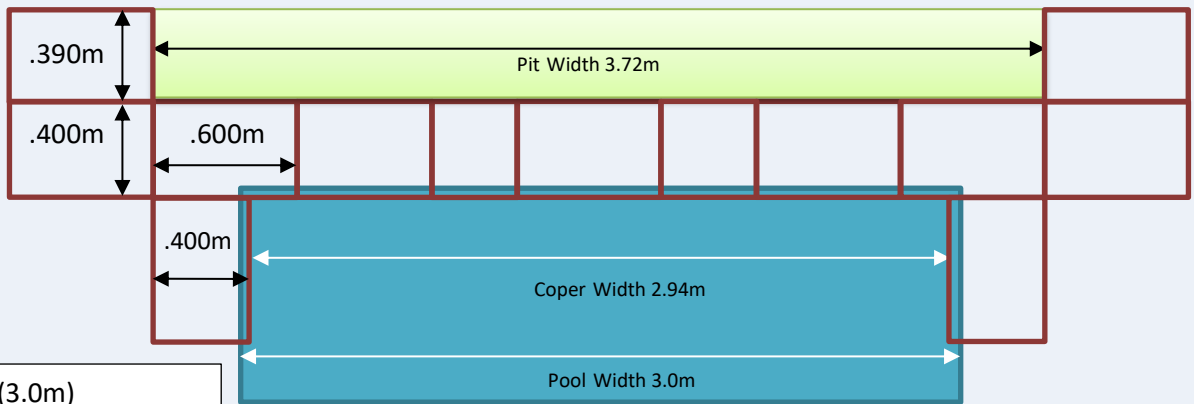 .390m
Pit Width 3.72m
.400m
.600m
.400m
Coper Width 2.94m
Pool Width 3.0m
(3.0m)